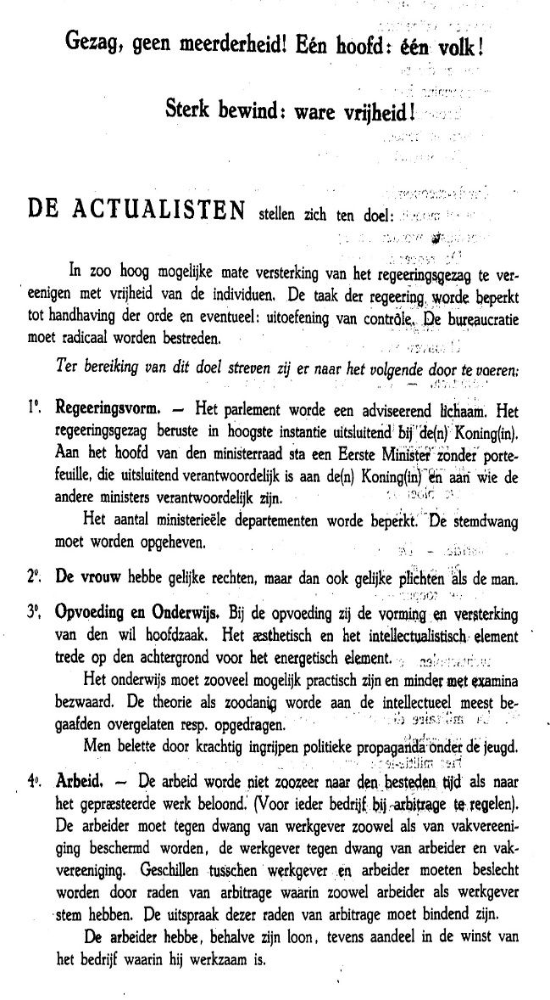 Gezag, geen meerderheid! Eén hoofd: één volk!
Sterk bewind: ware vrijheid!
DE ACTUALISTEN stellen zich ten doel:
In zoo hoog mogelijke mate versterking van het regeeringsgezag te ver-
eenigen met vrijheid van de individuen. De taak der regeering worde beperkt
tot handhaving der orde en eventueel: uitoefening van contrôle. De bureaucratie
moet radicaal worden bestreden.
Ter bereiking van dit doel streven zij er naar het volgende door te voeren:
1°. Regeeringsvorm. — Het parlement worde een adviseerend lichaam. Het
regeeringsgezag beruste in hoogste instantie uitsluitend bij de(n) Koning(in).
Aan het hoofd van den ministerraad sta een Eerste Minister zonder porte-
feuille, die uitsluitend verantwoordelijk is aan de(n) Koning(in) en aan wie de
andere ministers verantwoordelijk zijn.
Het aantal ministerieële departementen worde beperkt. De stemdwang
moet worden opgeheven.
2°. De vrouw hebbe gelijke rechten, maar dan ook gelijke plichten als de man.
3°. Opvoeding en Onderwijs. Bij de opvoeding zij de vorming en versterking
van den wil hoofdzaak. Het æsthetisch en het intellectualistisch element
trede op den achtergrond voor het energetisch element.
Het onderwijs moet zooveel mogelijk practisch zijn en minder met examina
bezwaard. De theorie als zoodanig worde aan de intellectueel meest be-
gaafden overgelaten resp. opgedragen.
Men belette door krachtig ingrijpen politieke propaganda onder de jeugd.
4°. Arbeid. — De arbeid worde niet zoozeer naar den besteden tijd als naar
het gepræsteerde werk beloond. (Voor ieder bedrijf bij arbitrage te regelen).
De arbeider moet tegen dwang van werkgever zoowel als van vakvereeni-
ging beschermd worden, de werkgever tegen dwang van arbeider en vak-
vereeniging. Geschillen tusschen werkgever en arbeider moeten beslecht
worden door raden van arbitrage waarin zoowel arbeider als werkgever
stem hebben. De uitspraak dezer raden van arbitrage moet bindend zijn.
De arbeider hebbe, behalve zijn loon, tevens aandeel in de winst van
het bedrijf waarin hij werkzaam is.